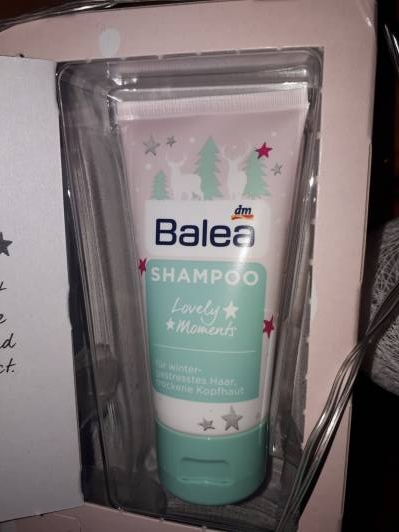 dm
Balea
SHAMPOO
Lovely
Moments
für winter-
gestresstes Haar,
trockene Kopfhaut